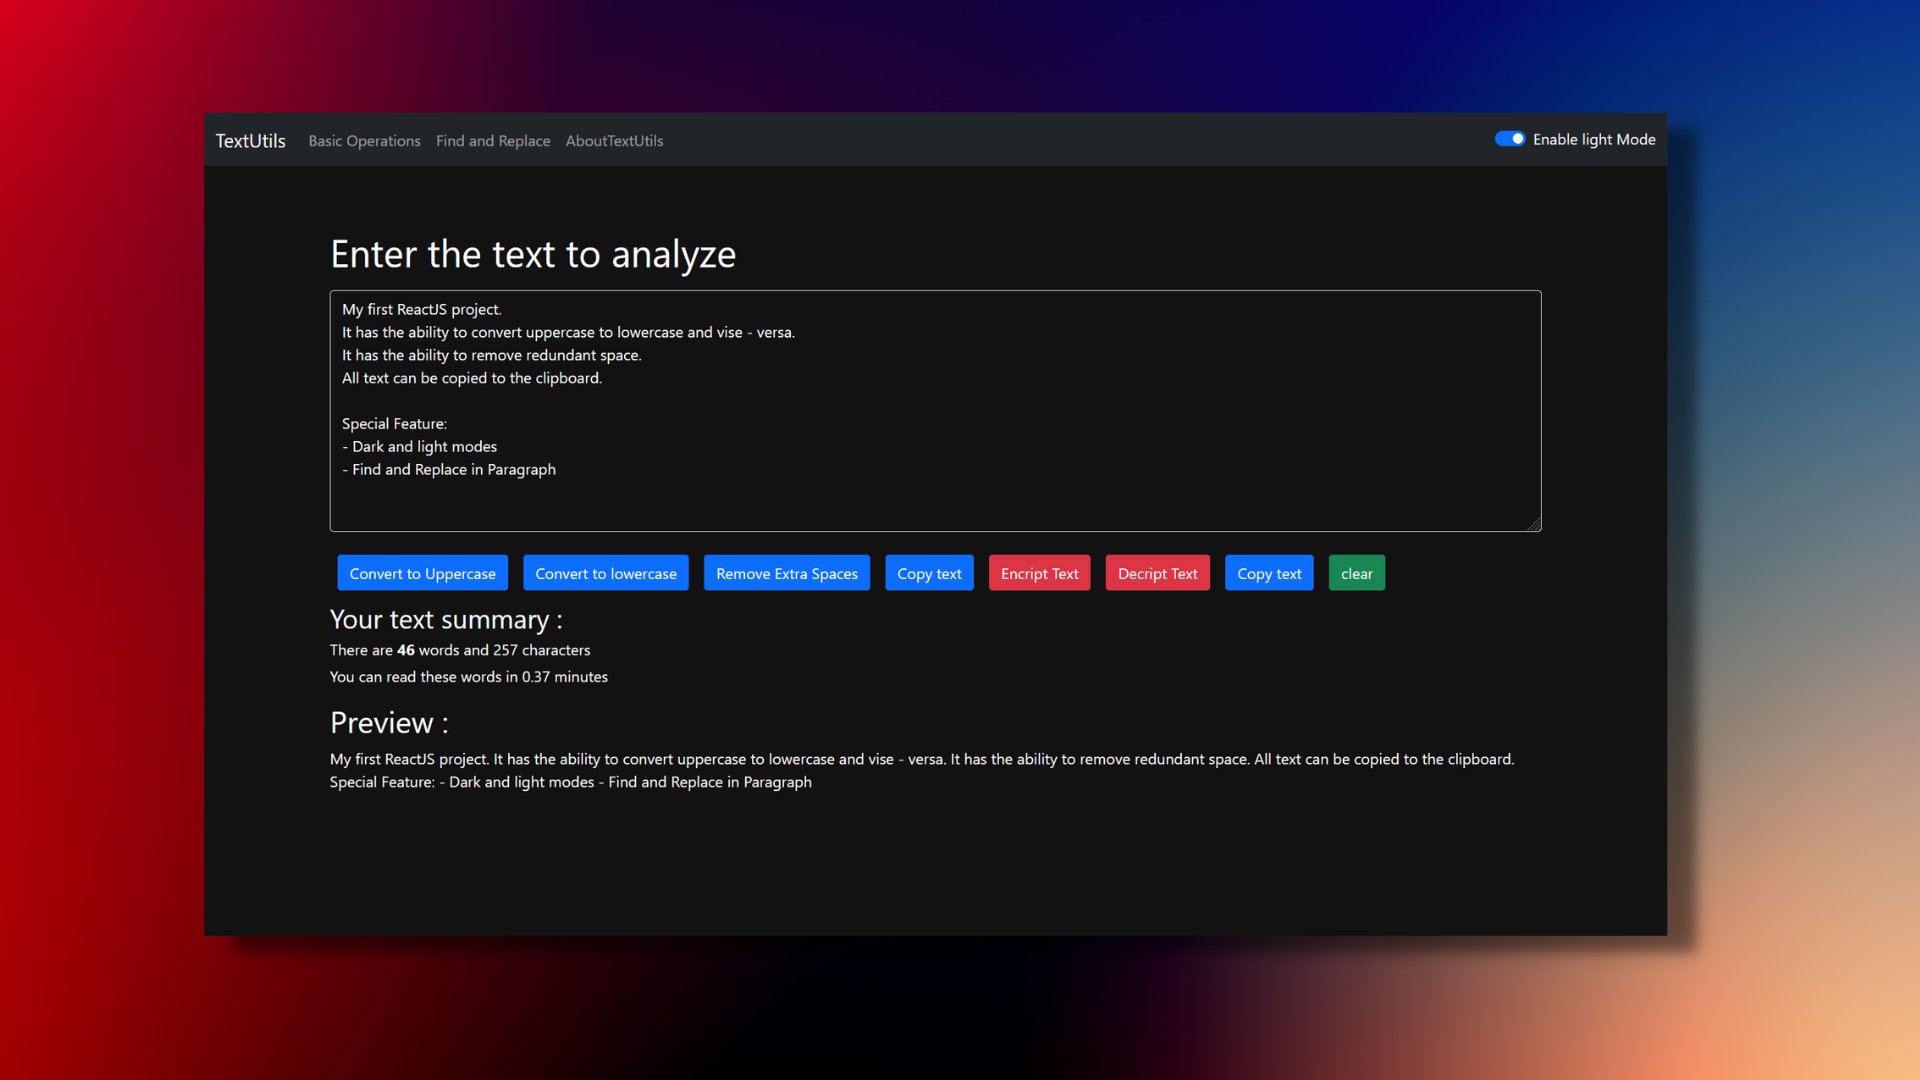 TextUtils Basic Operations Find and Replace AboutTextUtils Enable light Mode
Enter the text to analyze
My first ReactJS project.
It has the ability to convert uppercase to lowercase and vise - versa.
It has the ability to remove redundant space.
All text can be copied to the clipboard.
Special Feature:
- Dark and light modes
- Find and Replace in Paragraph
Convert to Uppercase Convert to lowercase Remove Extra Spaces Copy text Encript Text Decript Text Copy text clear
Your text summary :
There are 46 words and 257 characters
You can read these words in 0.37 minutes
Preview :
My first ReactJS project. It has the ability to convert uppercase to lowercase and vise - versa. It has the ability to remove redundant space. All text can be copied to the clipboard.
Special Feature: - Dark and light modes - Find and Replace in Paragraph